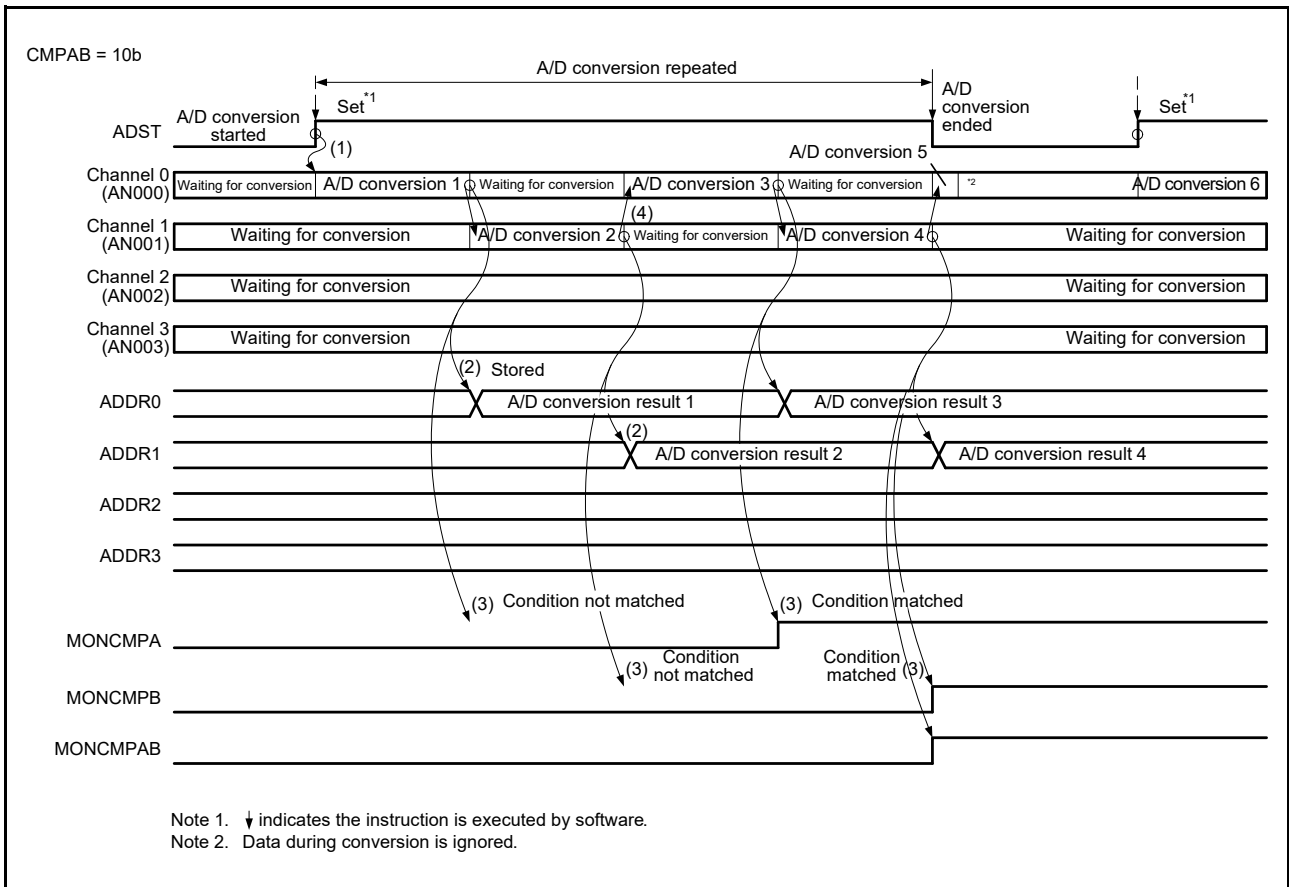 CMPAB = 10b
A/D conversion repeated
A/D conversion
started
Set*1
A/D
conversion
ended
Set*1
ADST
(1)
A/D conversion 5
Channel 0
(AN000)
Waiting for conversion
A/D conversion 1
Waiting for conversion
A/D conversion 3
Waiting for conversion
*2
A/D conversion 6
(4)
Channel 1
(AN001)
Waiting for conversion
A/D conversion 2
Waiting for conversion
A/D conversion 4
Waiting for conversion
Channel 2
(AN002)
Waiting for conversion
Waiting for conversion
Channel 3
(AN003)
Waiting for conversion
Waiting for conversion
(2) Stored
ADDR0
A/D conversion result 1
A/D conversion result 3
(2)
ADDR1
A/D conversion result 2
A/D conversion result 4
ADDR2
ADDR3
(3) Condition not matched
(3) Condition matched
MONCMPA
(3) Condition
not matched
Condition
matched (3)
MONCMPB
MONCMPAB
Note 1. ↓ indicates the instruction is executed by software.
Note 2. Data during conversion is ignored.